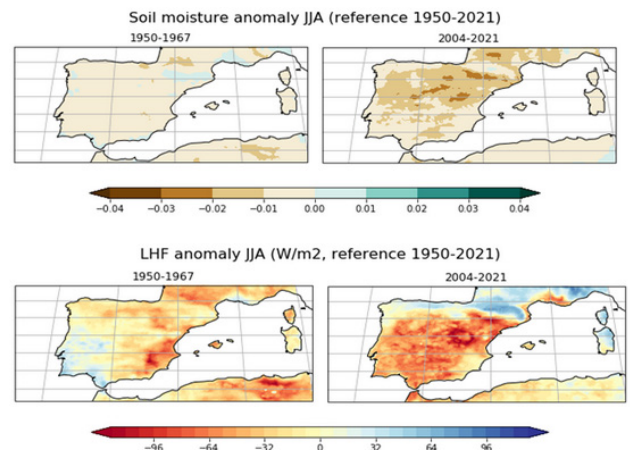 Soil moisture anomaly JJA (reference 1950-2021)
1950-1967 2004-2021
−0.04 −0.03 −0.02 −0.01 0.00 0.01 0.02 0.03 0.04
LHF anomaly JJA (W/m2, reference 1950-2021)
1950-1967 2004-2021
−96 −64 −32 0 32 64 96